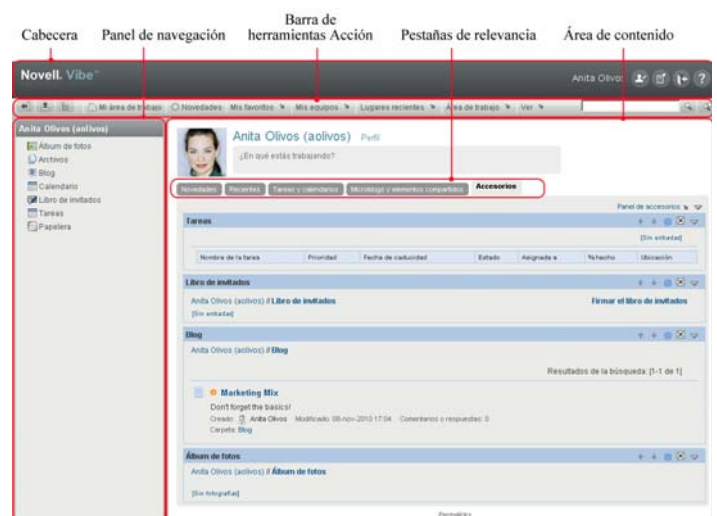 Cabecera
Panel de navegación
Barra de
herramientas Acción
Pestañas de relevancia
Área de contenido
Novell. Vibe™
Anita Olivos
Mi área de trabajo
Novedades
Mis favoritos
Mis equipos
Lugares recientes
Área de trabajo
Ver
Anita Olivos (aolivos)
Álbum de fotos
Archivos
Blog
Calendario
Libro de invitados
Tareas
Papelera
Anita Olivos (aolivos) Perfil
¿En qué estás trabajando?
Novedades
Recientes
Tareas y calendarios
Microblogs y elementos compartidos
Accesorios
Panel de accesorios
Tareas
[Sin entradas]
Nombre de la tarea
Prioridad
Fecha de caducidad
Estado
Asignada a
% hecho
Ubicación
Libro de invitados
Anita Olivos (aolivos) // Libro de invitados
Firmar el libro de invitados
[Sin entradas]
Blog
Anita Olivos (aolivos) // Blog
Resultados de la búsqueda: [1-1 de 1]
Marketing Mix
Don't forget the basics!
Creado: Anita Olivos Modificado: 08-nov-2010 17:04 Comentarios o respuestas: 0
Carpeta: Blog
Álbum de fotos
Anita Olivos (aolivos) // Álbum de fotos
[Sin fotografías]